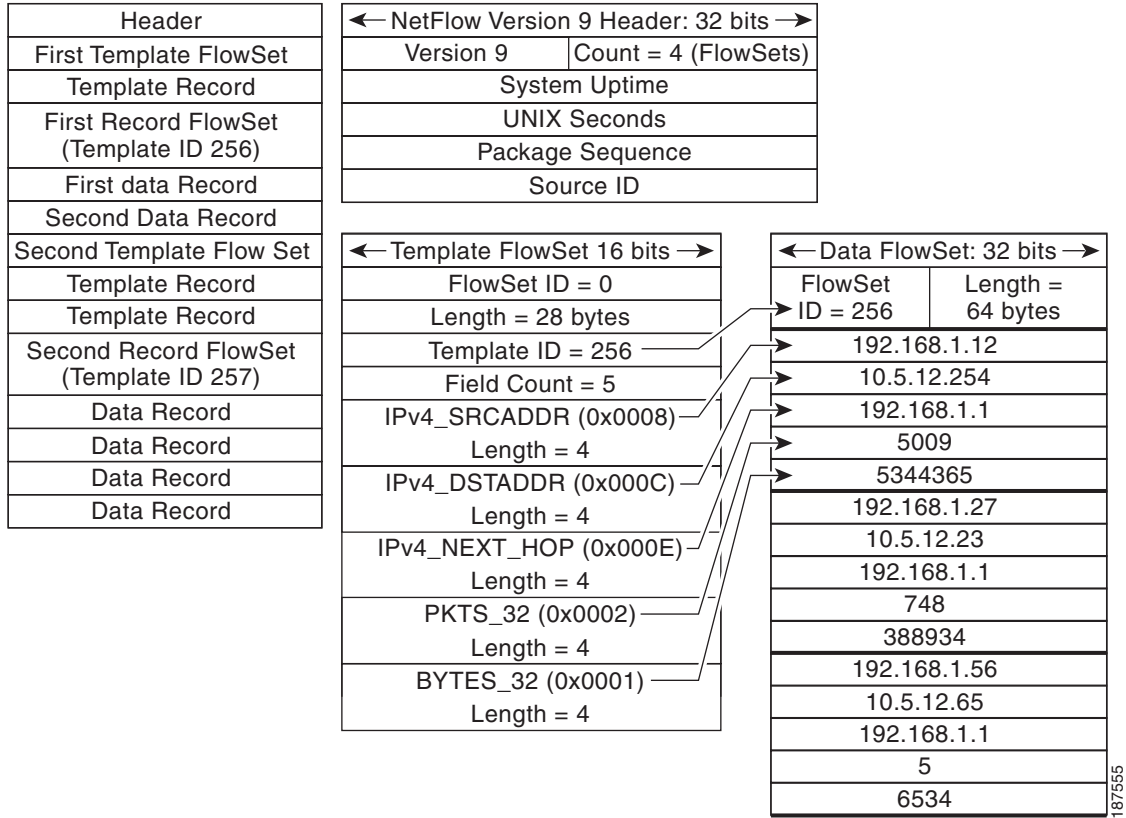 Header
First Template FlowSet
Template Record
First Record FlowSet
(Template ID 256)
First data Record
Second Data Record
Second Template Flow Set
Template Record
Template Record
Second Record FlowSet
(Template ID 257)
Data Record
Data Record
Data Record
Data Record
NetFlow Version 9 Header: 32 bits
Version 9
Count = 4 (FlowSets)
System Uptime
UNIX Seconds
Package Sequence
Source ID
Template FlowSet 16 bits
FlowSet ID = 0
Length = 28 bytes
Template ID = 256
Field Count = 5
IPv4_SRCADDR (0x0008)
Length = 4
IPv4_DSTADDR (0x000C)
Length = 4
IPv4_NEXT_HOP (0x000E)
Length = 4
PKTS_32 (0x0002)
Length = 4
BYTES_32 (0x0001)
Length = 4
Data FlowSet: 32 bits
FlowSet
ID = 256
Length =
64 bytes
192.168.1.12
10.5.12.254
192.168.1.1
5009
5344365
192.168.1.27
10.5.12.23
192.168.1.1
748
388934
192.168.1.56
10.5.12.65
192.168.1.1
5
6534
187555